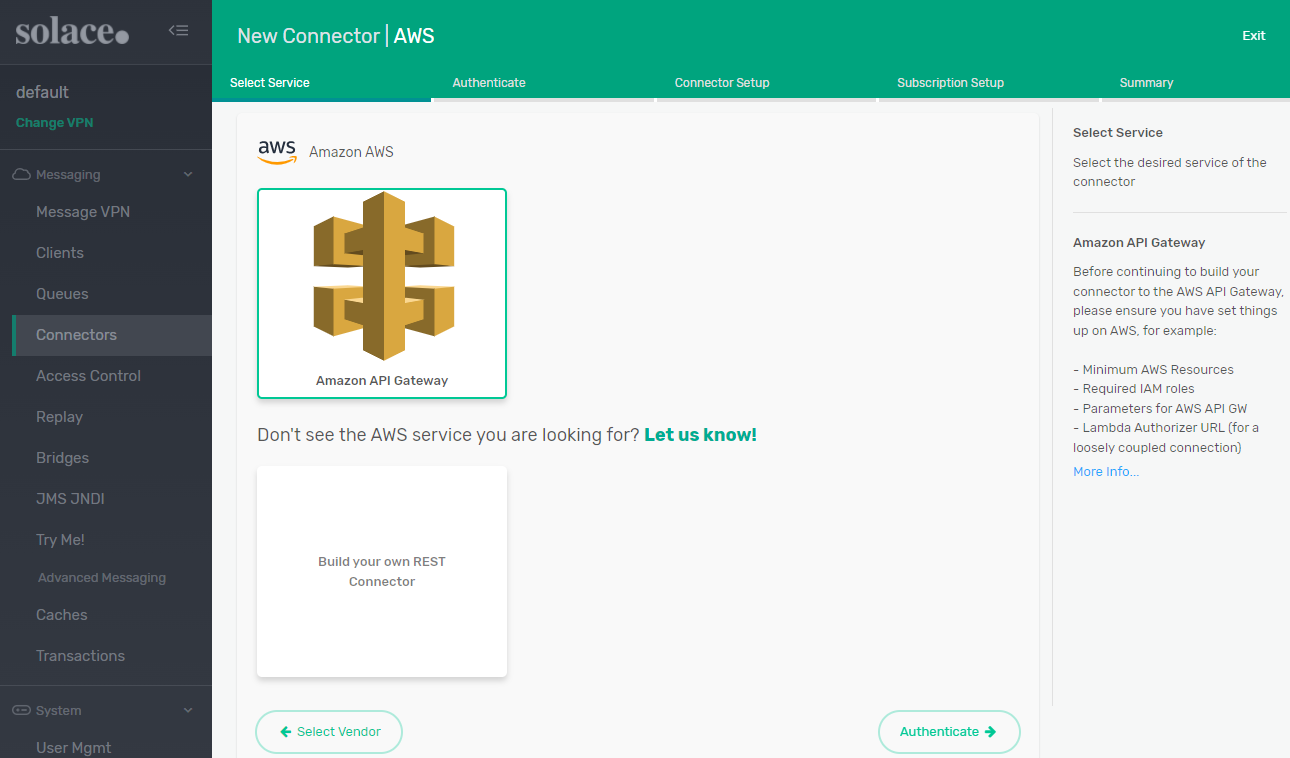 solace.
default
Change VPN
Messaging
Message VPN
Clients
Queues
Connectors
Access Control
Replay
Bridges
JMS JNDI
Try Me!
Advanced Messaging
Caches
Transactions
System
User Mgmt
New Connector | AWS
Exit
Select Service
Authenticate
Connector Setup
Subscription Setup
Summary
aws
Amazon AWS
Amazon API Gateway
Don't see the AWS service you are looking for? Let us know!
Build your own REST
Connector
Select Vendor
Authenticate
Select Service
Select the desired service of the
connector
Amazon API Gateway
Before continuing to build your
connector to the AWS API Gateway,
please ensure you have set things
up on AWS, for example:
- Minimum AWS Resources
- Required IAM roles
- Parameters for AWS API GW
- Lambda Authorizer URL (for a
loosely coupled connection)
More Info...